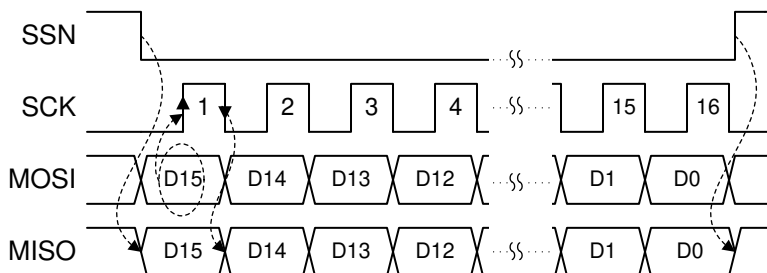 SSN
SCK 1 2 3 4 15 16
MOSI D15 D14 D13 D12 D1 D0
MISO D15 D14 D13 D12 D1 D0